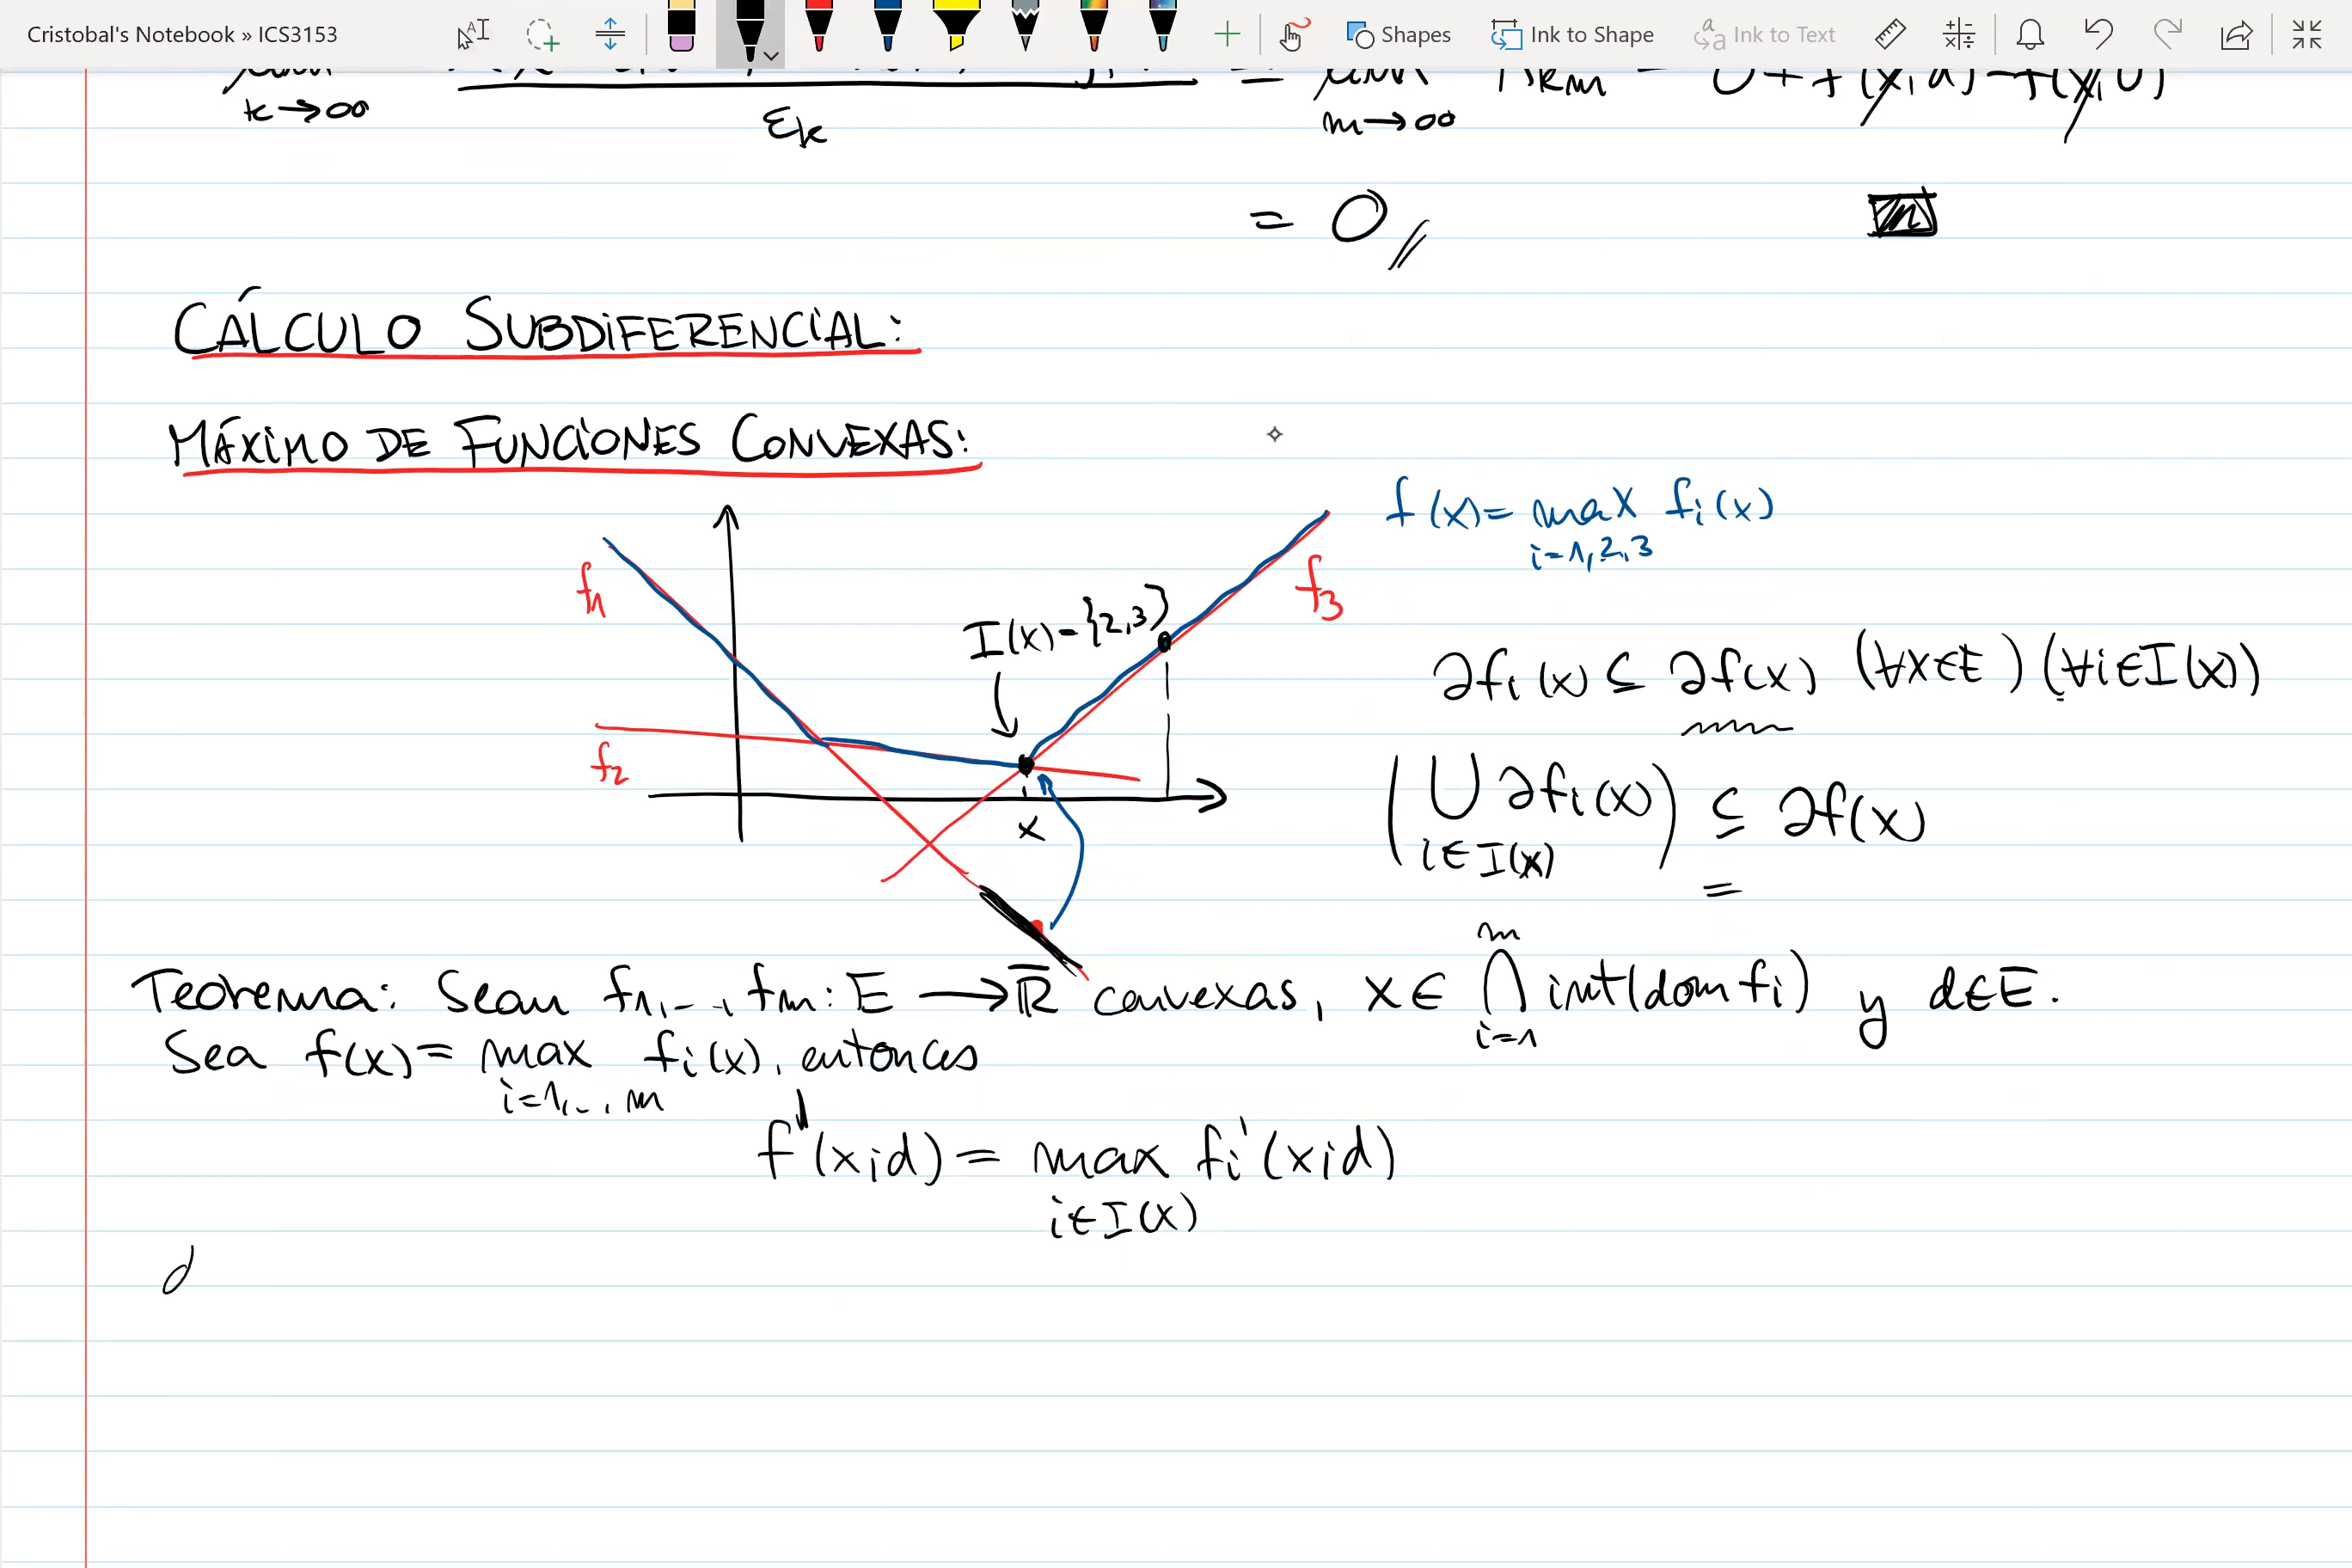 Cristobal's Notebook » ICS3153
Shapes
Ink to Shape
Ink to Text
k→∞
εk
m→∞
= 0 //
CÁLCULO SUBDIFERENCIAL:
MÁXIMO DE FUNCIONES CONVEXAS:
f(x)= max fi(x)
i=1,2,3
f1
f3
I(x)={2,3}
∂fi(x) ⊆ ∂f(x) (∀x∈E) (∀i∈I(x))
f2
(⋃ ∂fi(x)) ⊆ ∂f(x)
i∈I(x)
x
m
Teorema: Sean f1,..,fm: E → R̅ convexas, x∈ ⋂ int(dom fi) y d∈E.
i=1
Sea f(x)= max fi(x), entonces
i=1,..,m
f'(x;d)= max fi'(x;d)
i∈I(x)